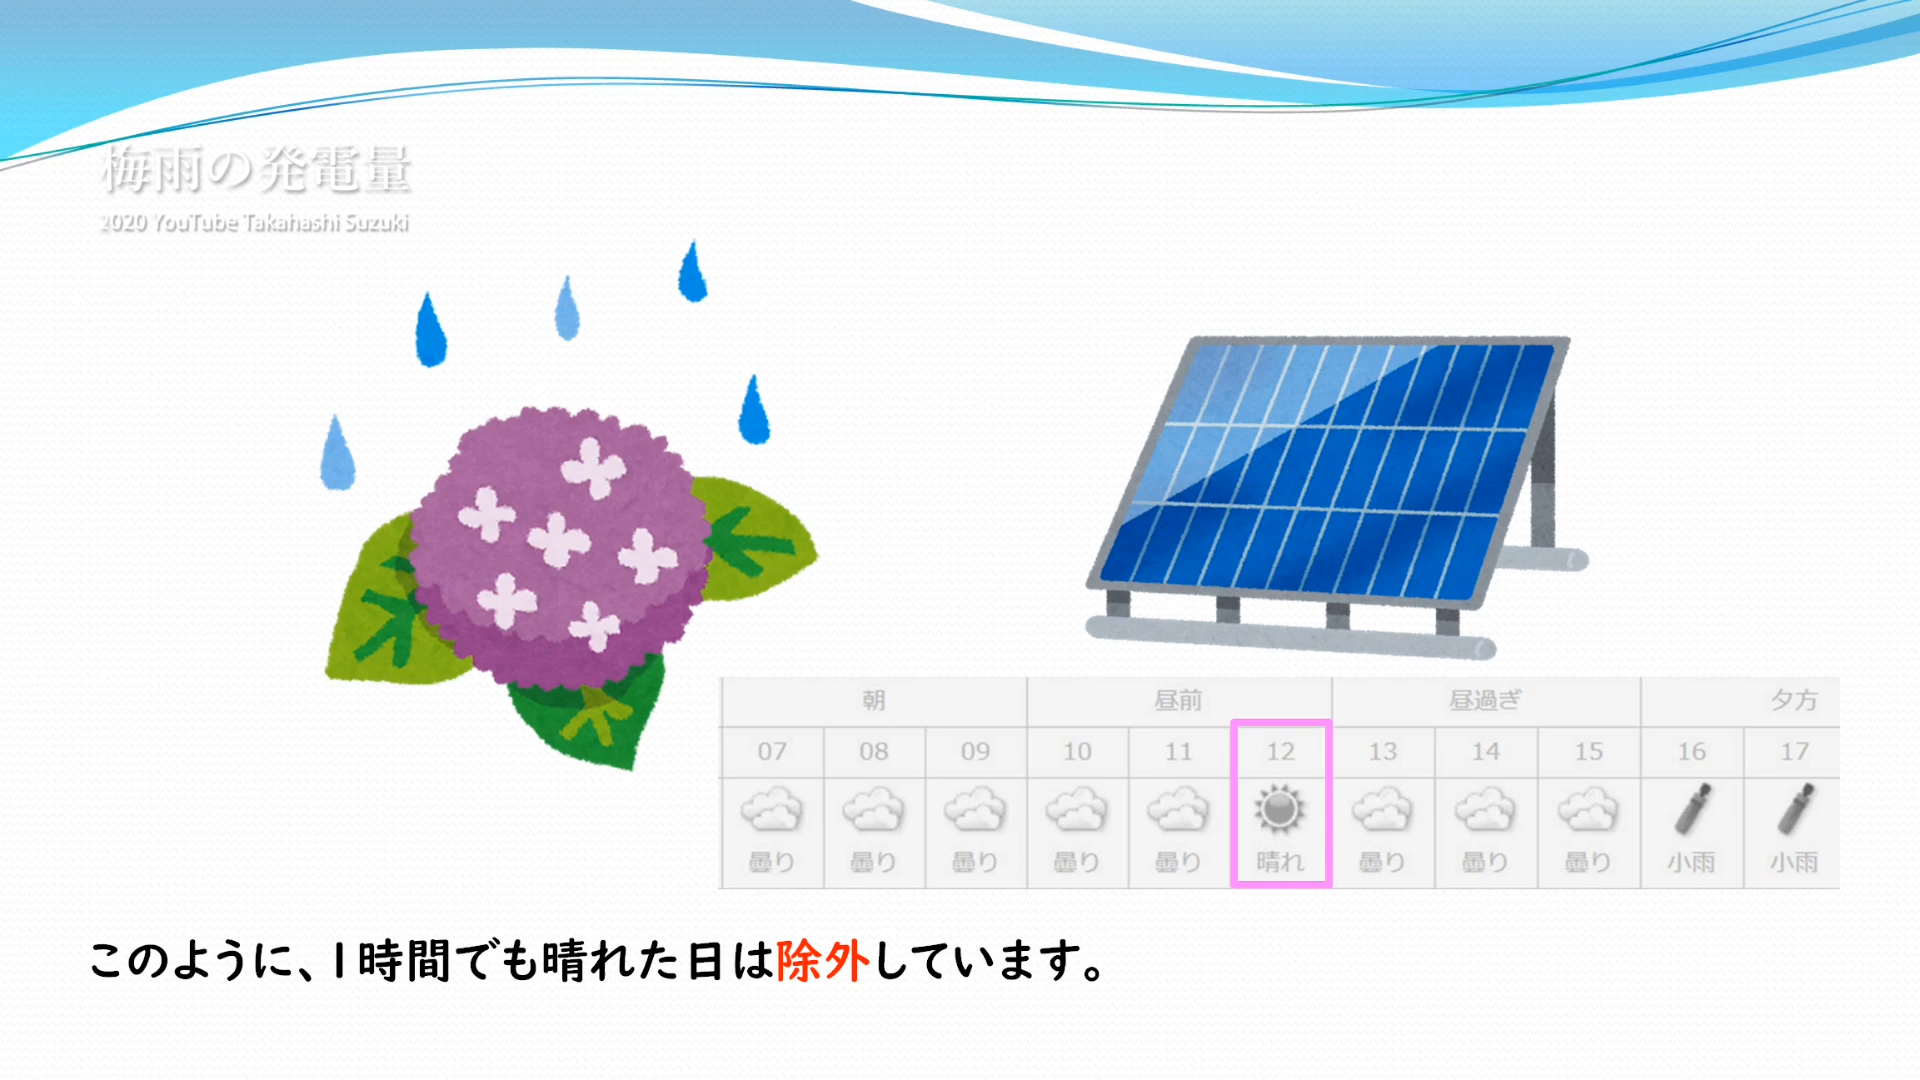 梅雨の発電量
2020 YouTube Takahashi Suzuki
朝 昼前 昼過ぎ 夕方
07 08 09 10 11 12 13 14 15 16 17
曇り 曇り 曇り 曇り 曇り 晴れ 曇り 曇り 曇り 小雨 小雨
このように、1時間でも晴れた日は除外しています。